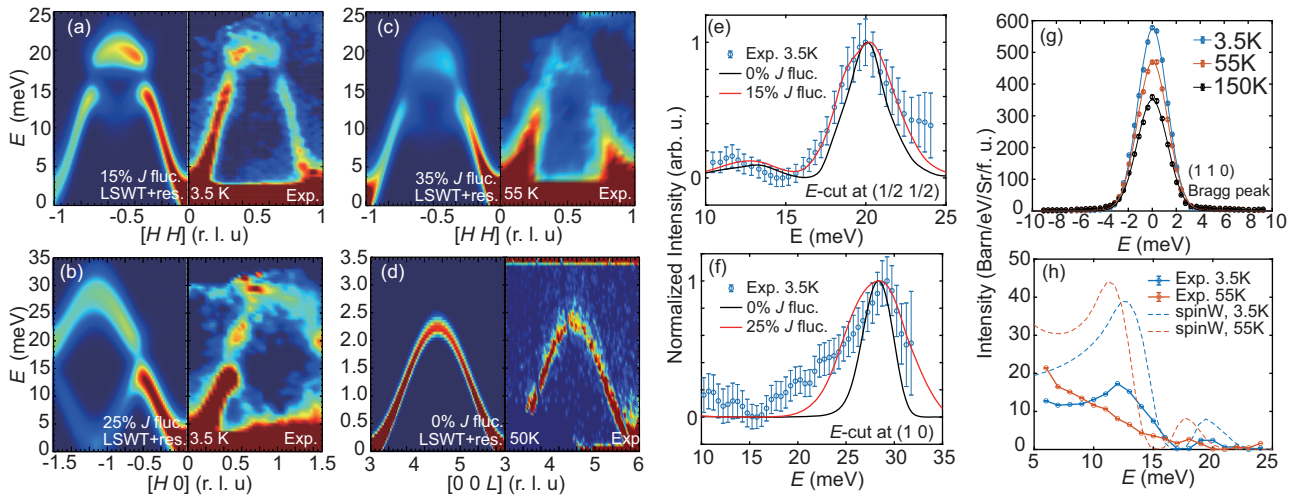 (a)
25
20
15
10
5
0
E (meV)
15% J fluc.
LSWT+res.
3.5 K
Exp.
-1 -0.5 0 0.5 1
[H H] (r. l. u)
(c)
25
20
15
10
5
0
35% J fluc.
LSWT+res.
55 K
Exp.
-1 -0.5 0 0.5 1
[H H] (r. l. u)
(b)
35
30
25
20
15
10
5
0
E (meV)
25% J fluc.
LSWT+res.
3.5 K
Exp.
-1.5 -1 -0.5 0 0.5 1 1.5
[H 0] (r. l. u)
(d)
3.5
3.0
2.5
2.0
1.5
1.0
0.5
0
0% J fluc.
LSWT+res.
50K
Exp
3 4 5 3 4 5 6
[0 0 L] (r. l. u)
Normalized Intensity (arb. u.)
(e)
1
0
Exp. 3.5K
0% J fluc.
15% J fluc.
E-cut at (1/2 1/2)
10 15 20 25
E (meV)
(f)
1
0
Exp. 3.5K
0% J fluc.
25% J fluc.
E-cut at (1 0)
10 15 20 25 30 35
E (meV)
Intensity (Barn/eV/Sr/f. u.)
(g)
600
500
400
300
200
100
0
3.5K
55K
150K
(1 1 0)
Bragg peak
-9 -8 -6 -4 -2 0 2 4 6 8 10
E (meV)
(h)
50
40
30
20
10
0
Exp. 3.5K
Exp. 55K
spinW, 3.5K
spinW, 55K
5 10 15 20 25
E (meV)